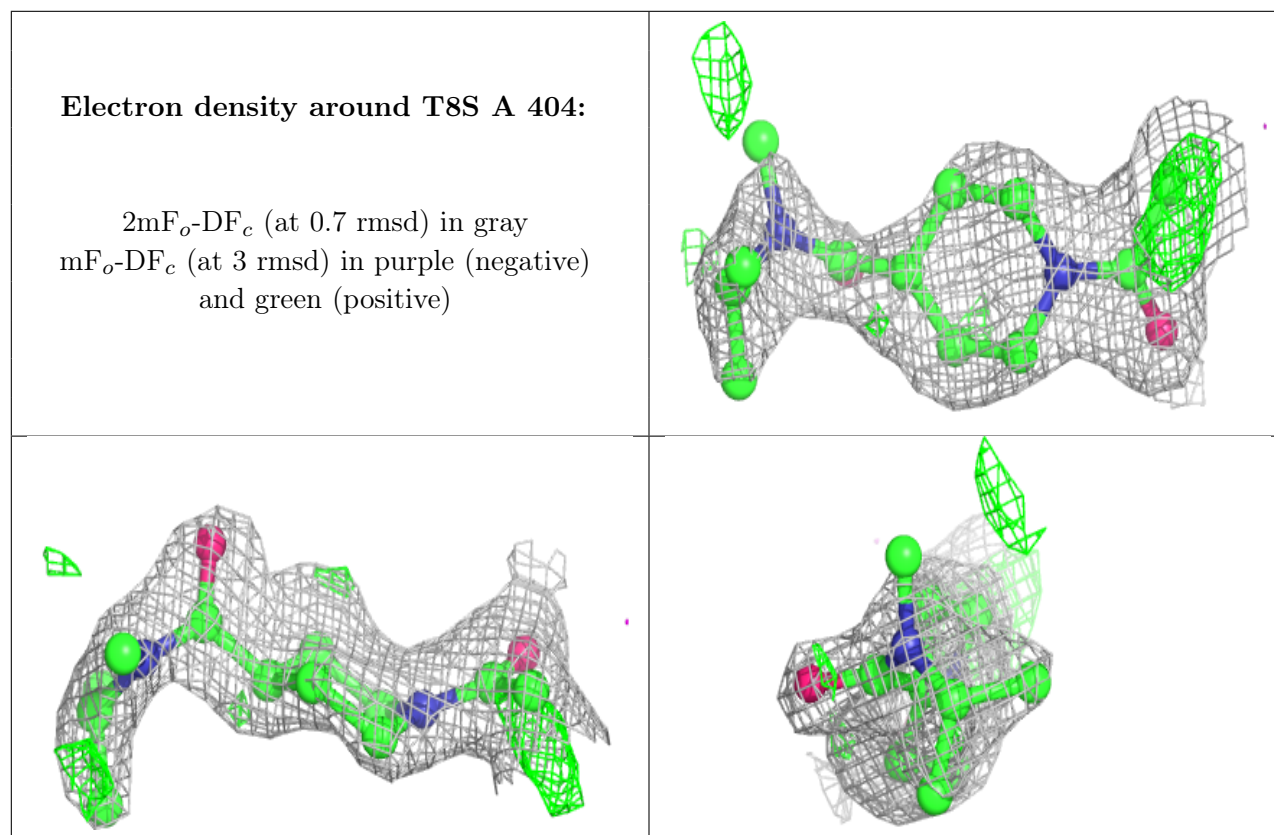 Electron density around T8S A 404:
2mFₒ-DF𝒸 (at 0.7 rmsd) in gray
mFₒ-DF𝒸 (at 3 rmsd) in purple (negative)
and green (positive)